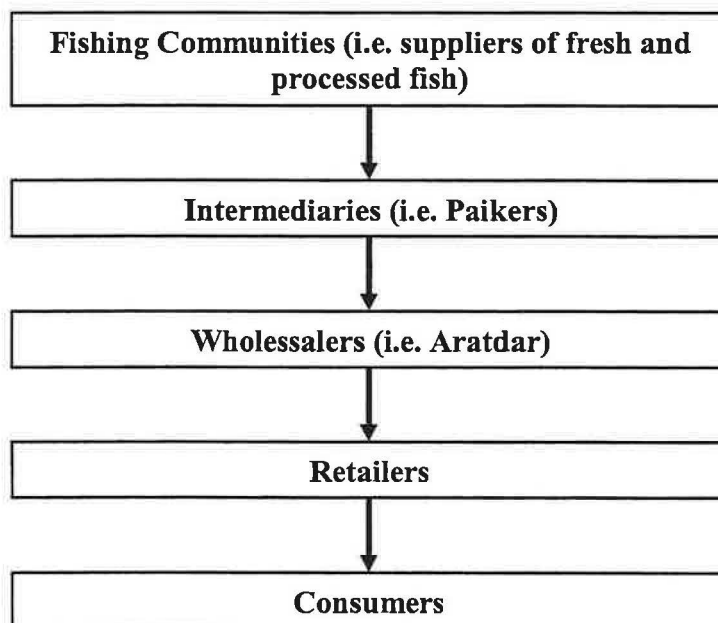 Fishing Communities (i.e. suppliers of fresh and
processed fish)
Intermediaries (i.e. Paikers)
Wholessalers (i.e. Aratdar)
Retailers
Consumers